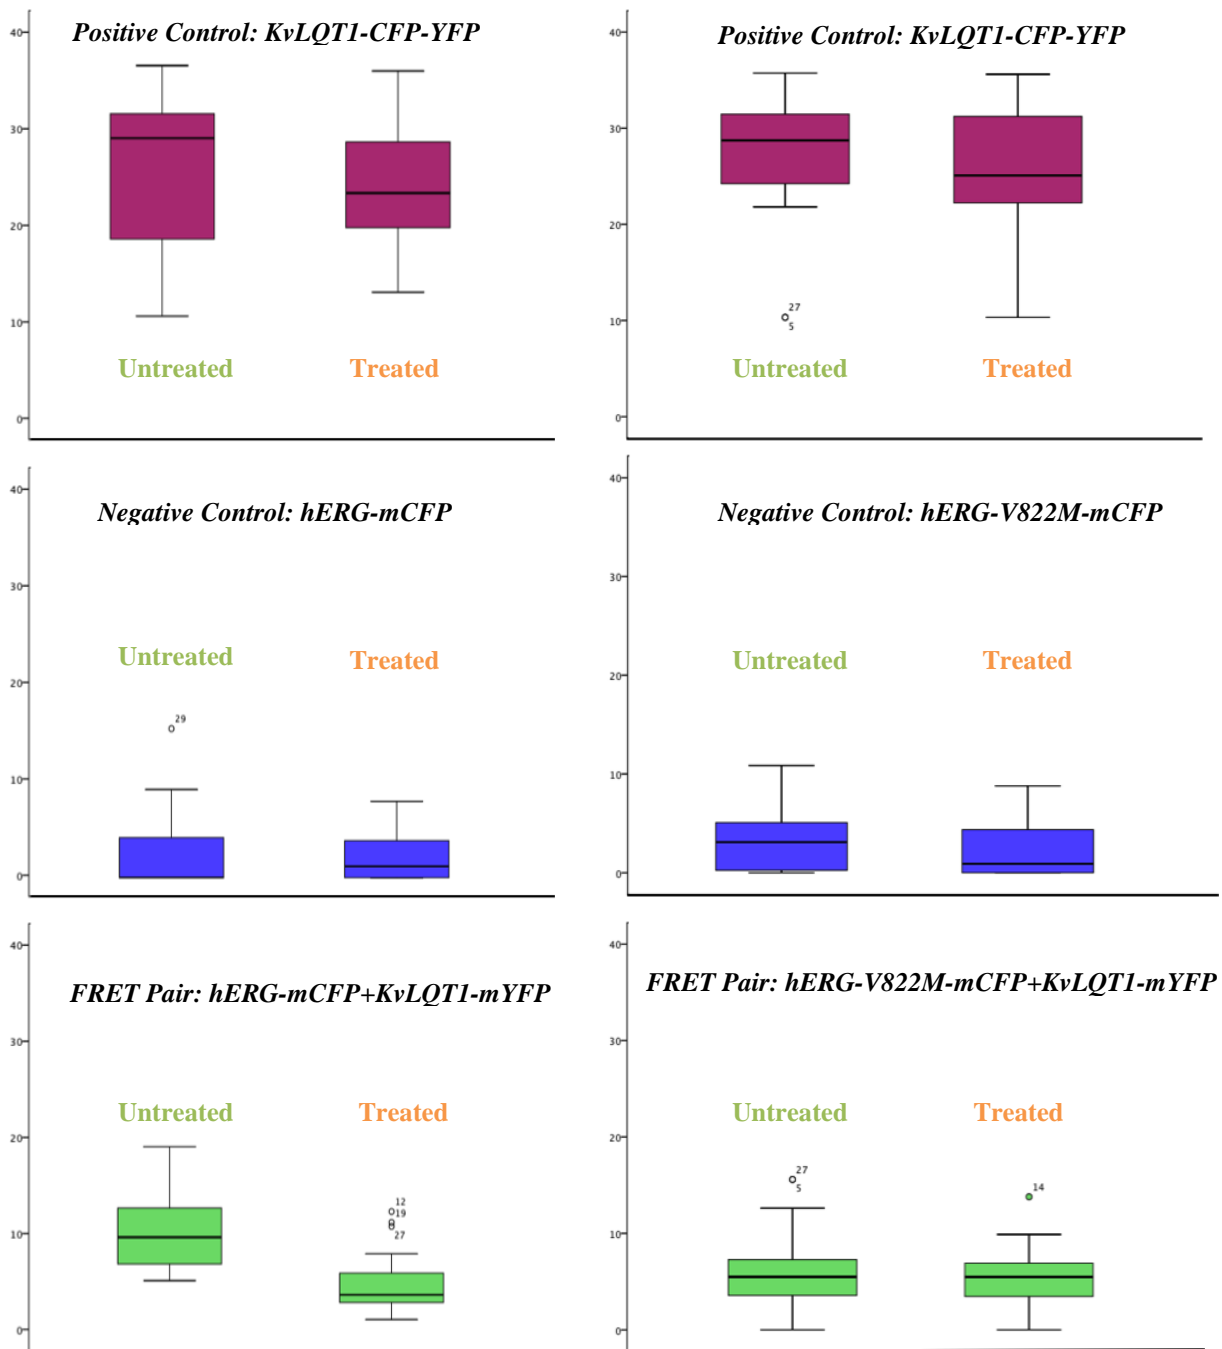 Positive Control: KvLQT1-CFP-YFP
40
30
20
10
0
Untreated
Treated
Positive Control: KvLQT1-CFP-YFP
40
30
20
10
0
27
5
Untreated
Treated
Negative Control: hERG-mCFP
40
30
20
10
0
Untreated
Treated
29
Negative Control: hERG-V822M-mCFP
40
30
20
10
0
Untreated
Treated
FRET Pair: hERG-mCFP+KvLQT1-mYFP
40
30
20
10
0
Untreated
Treated
12
19
27
FRET Pair: hERG-V822M-mCFP+KvLQT1-mYFP
40
30
20
10
0
Untreated
Treated
27
5
14